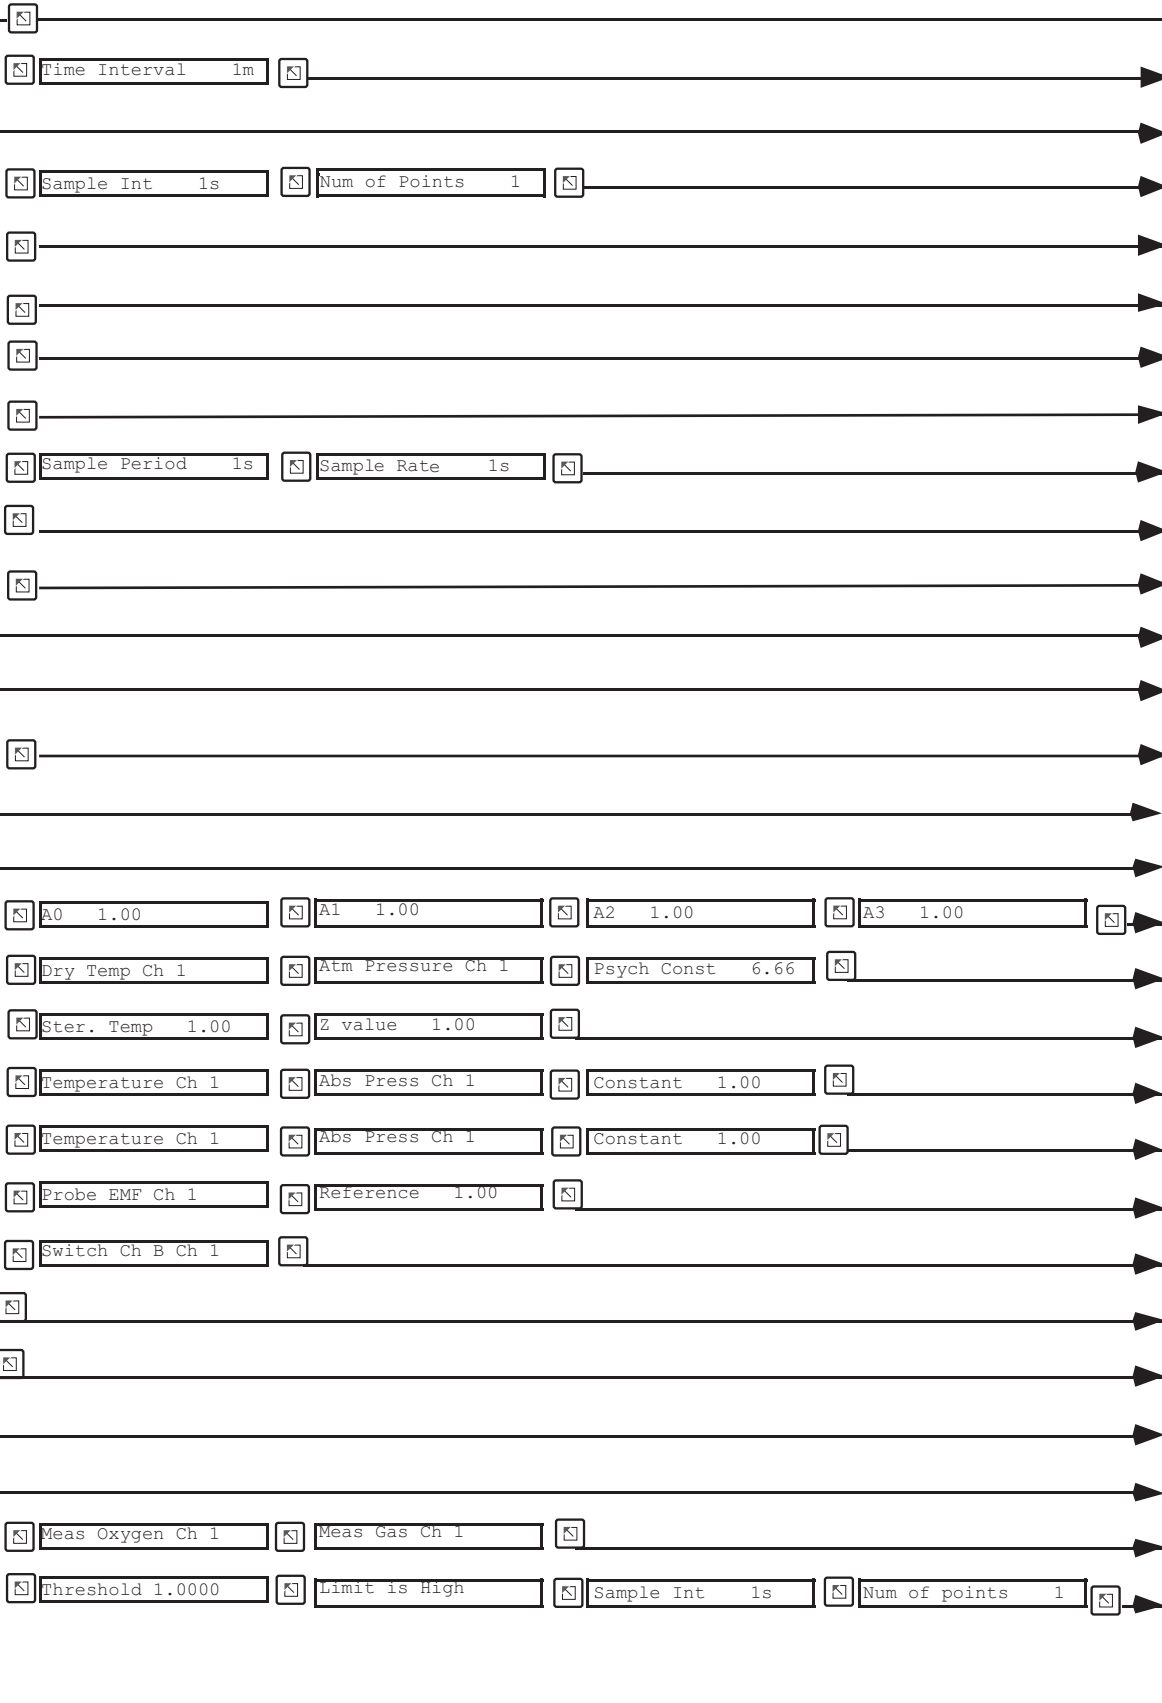 Time Interval 1m
Sample Int 1s Num of Points 1
Sample Period 1s Sample Rate 1s
A0 1.00 A1 1.00 A2 1.00 A3 1.00
Dry Temp Ch 1 Atm Pressure Ch 1 Psych Const 6.66
Ster. Temp 1.00 Z value 1.00
Temperature Ch 1 Abs Press Ch 1 Constant 1.00
Temperature Ch 1 Abs Press Ch 1 Constant 1.00
Probe EMF Ch 1 Reference 1.00
Switch Ch B Ch 1
Meas Oxygen Ch 1 Meas Gas Ch 1
Threshold 1.0000 Limit is High Sample Int 1s Num of points 1